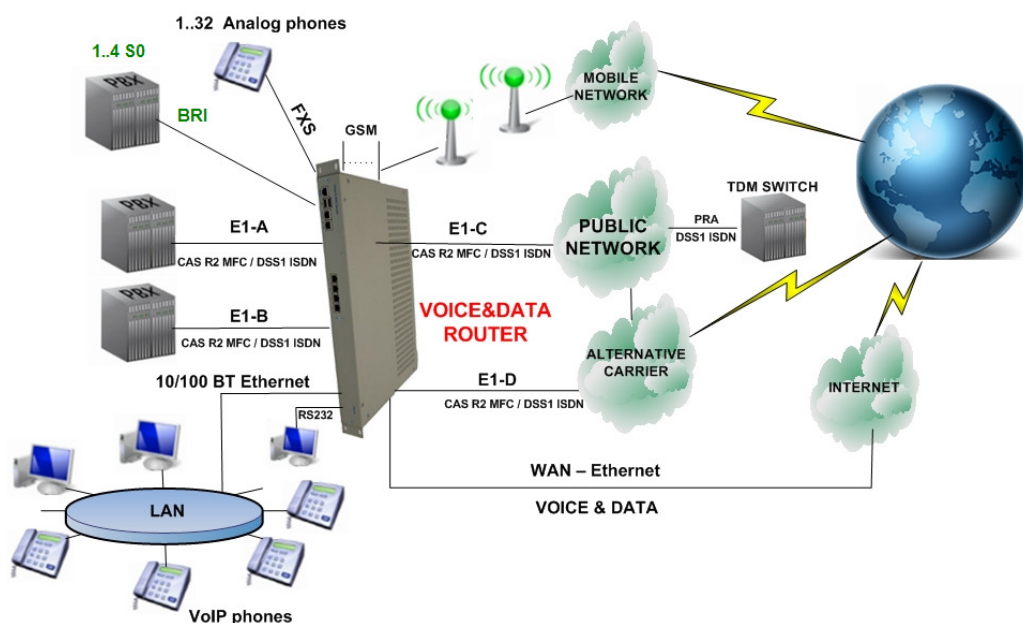 1..32 Analog phones
1..4 S0
PBX
BRI
FXS
GSM
......
MOBILE
NETWORK
PBX
E1-A
CAS R2 MFC / DSS1 ISDN
E1-C
CAS R2 MFC / DSS1 ISDN
PUBLIC
NETWORK
PRA
DSS1 ISDN
TDM SWITCH
PBX
E1-B
CAS R2 MFC / DSS1 ISDN
VOICE&DATA
ROUTER
ALTERNATIVE
CARRIER
INTERNET
10/100 BT Ethernet
RS232
E1-D
CAS R2 MFC / DSS1 ISDN
WAN – Ethernet
VOICE & DATA
LAN
VoIP phones